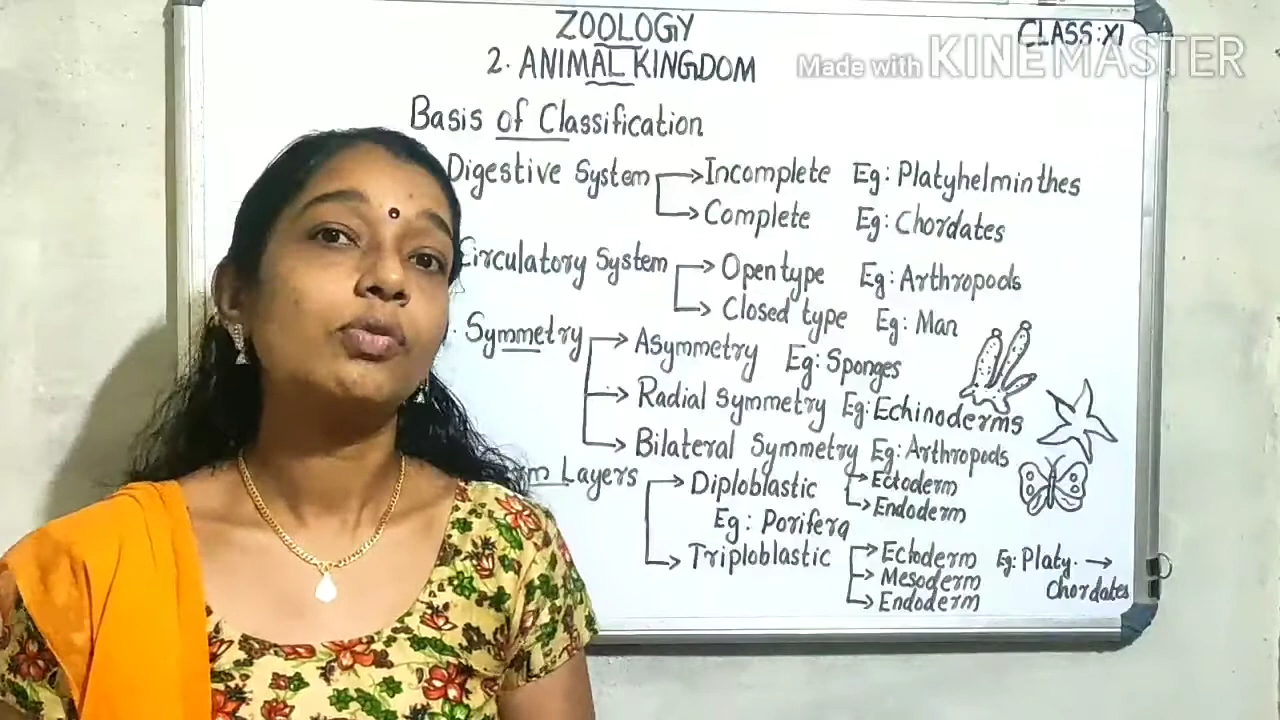 ZOOLOGY
CLASS:XI
Made with KINEMASTER
2. ANIMAL KINGDOM
Basis of Classification
Digestive System → Incomplete Eg: Platyhelminthes
→ Complete Eg: Chordates
Circulatory System → Open type Eg: Arthropods
→ Closed type Eg: Man
Symmetry → Asymmetry Eg: Sponges
→ Radial Symmetry Eg: Echinoderms
→ Bilateral Symmetry Eg: Arthropods
Layers → Diploblastic → Ectoderm
→ Endoderm
Eg: Porifera
→ Triploblastic → Ectoderm Eg: Platy. →
→ Mesoderm Chordates
→ Endoderm